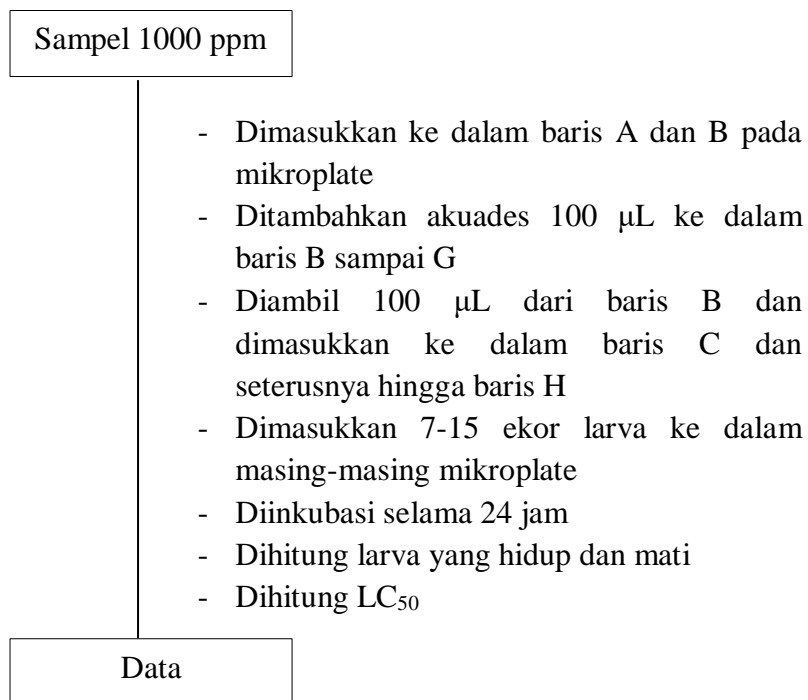 Sampel 1000 ppm
- Dimasukkan ke dalam baris A dan B pada
mikroplate
- Ditambahkan akuades 100 μL ke dalam
baris B sampai G
- Diambil 100 μL dari baris B dan
dimasukkan ke dalam baris C dan
seterusnya hingga baris H
- Dimasukkan 7-15 ekor larva ke dalam
masing-masing mikroplate
- Diinkubasi selama 24 jam
- Dihitung larva yang hidup dan mati
- Dihitung LC₅₀
Data